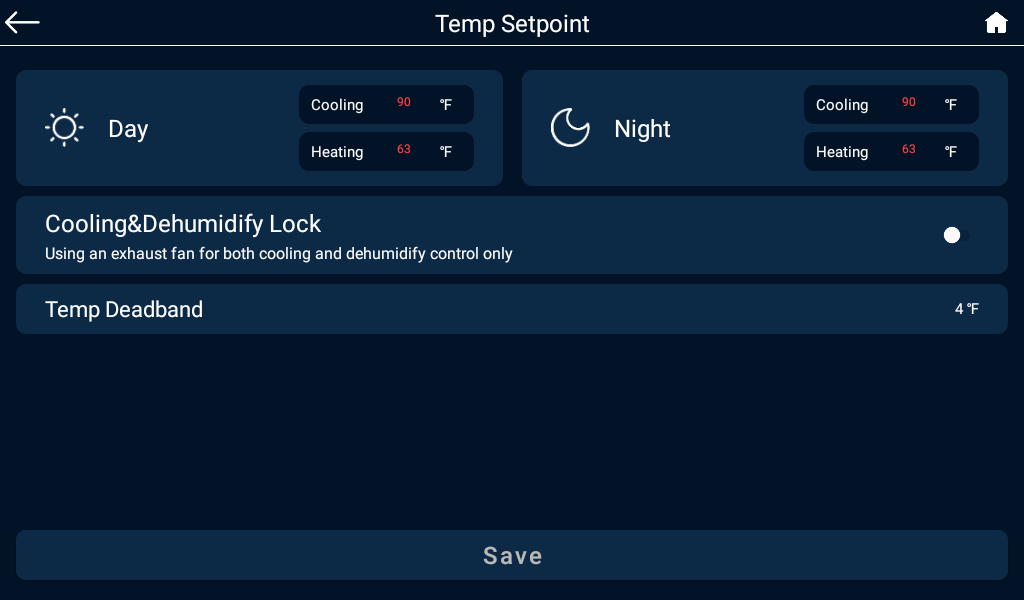 Temp Setpoint
Day
Cooling 90 °F
Heating 63 °F
Night
Cooling 90 °F
Heating 63 °F
Cooling&Dehumidify Lock
Using an exhaust fan for both cooling and dehumidify control only
Temp Deadband 4 °F
Save